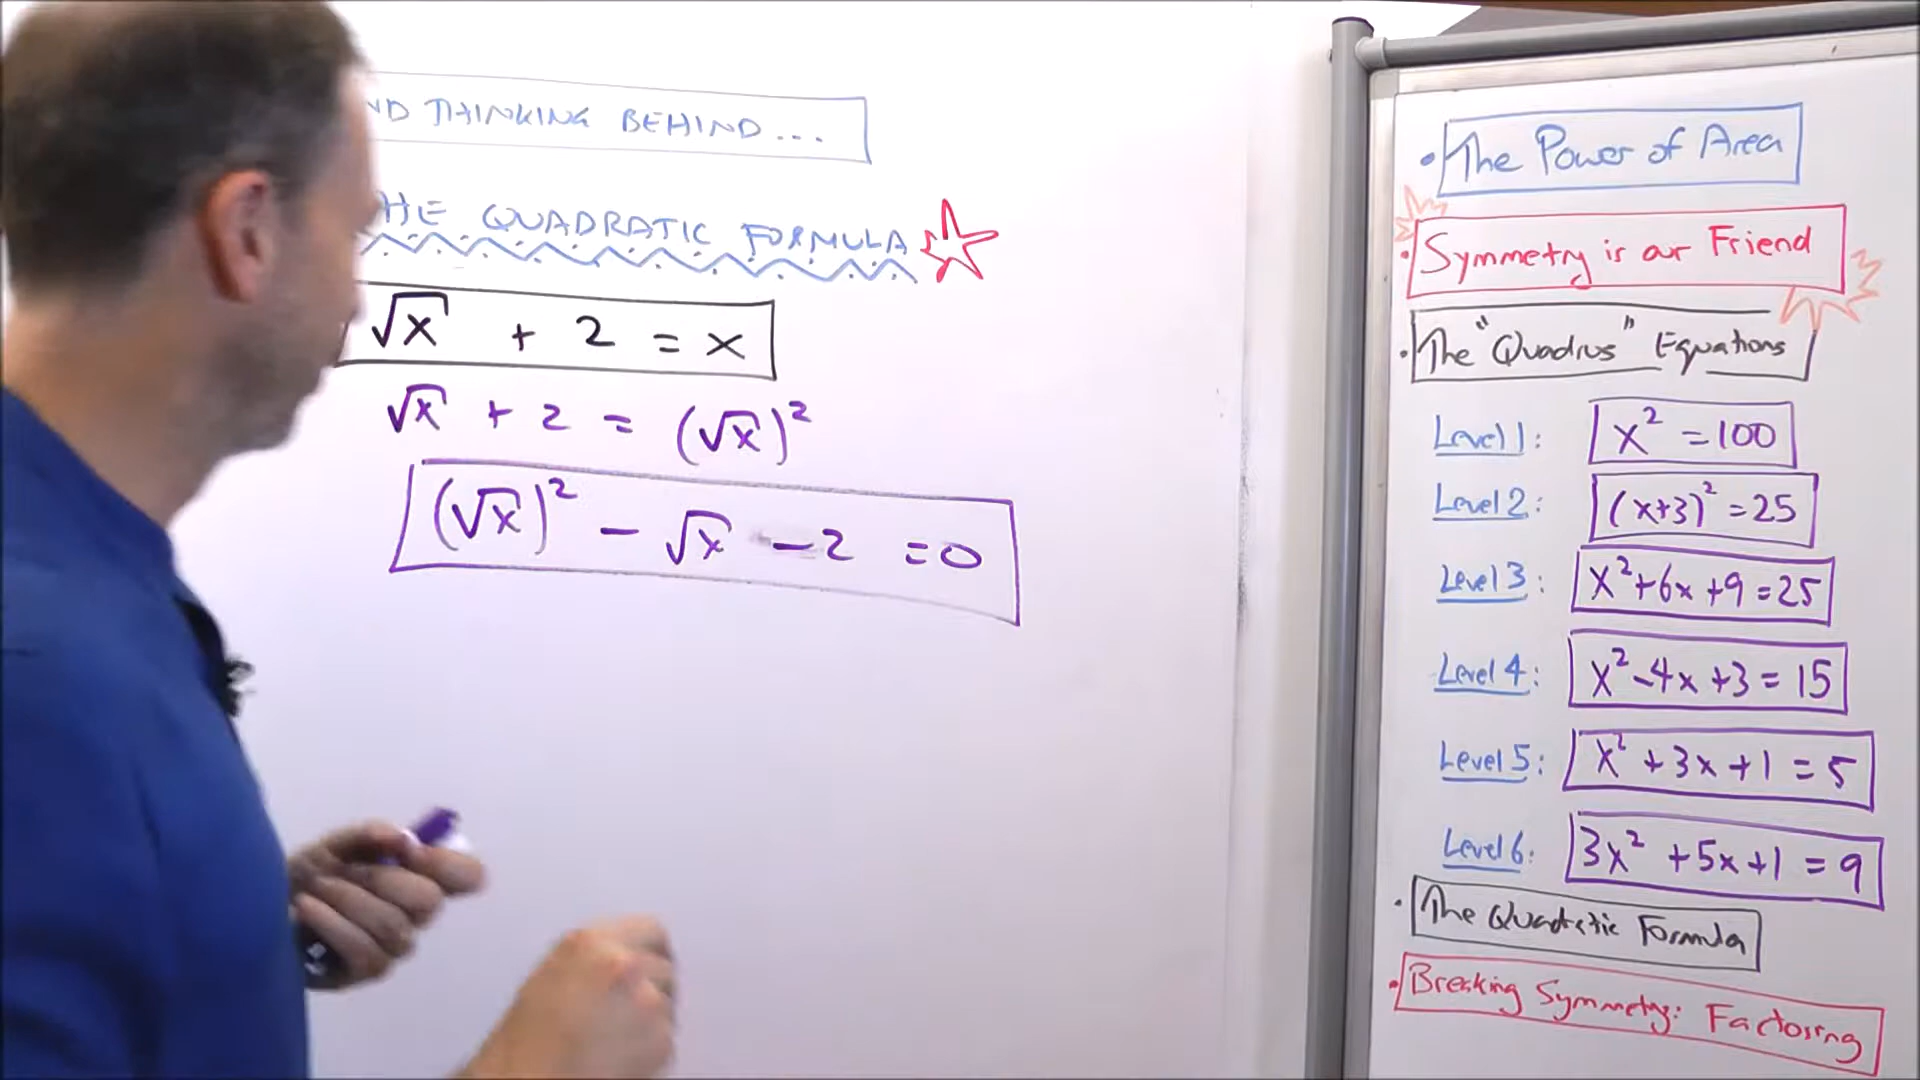 ND THINKING BEHIND...
HE QUADRATIC FORMULA
√x + 2 = x
√x + 2 = (√x)²
(√x)² - √x - 2 = 0
• The Power of Area
• Symmetry is our Friend
• The "Quadrus" Equations
Level 1: x² = 100
Level 2: (x+3)² = 25
Level 3: x² + 6x + 9 = 25
Level 4: x² - 4x + 3 = 15
Level 5: x² + 3x + 1 = 5
Level 6: 3x² + 5x + 1 = 9
• The Quadratic Formula
• Breaking Symmetry: Factoring